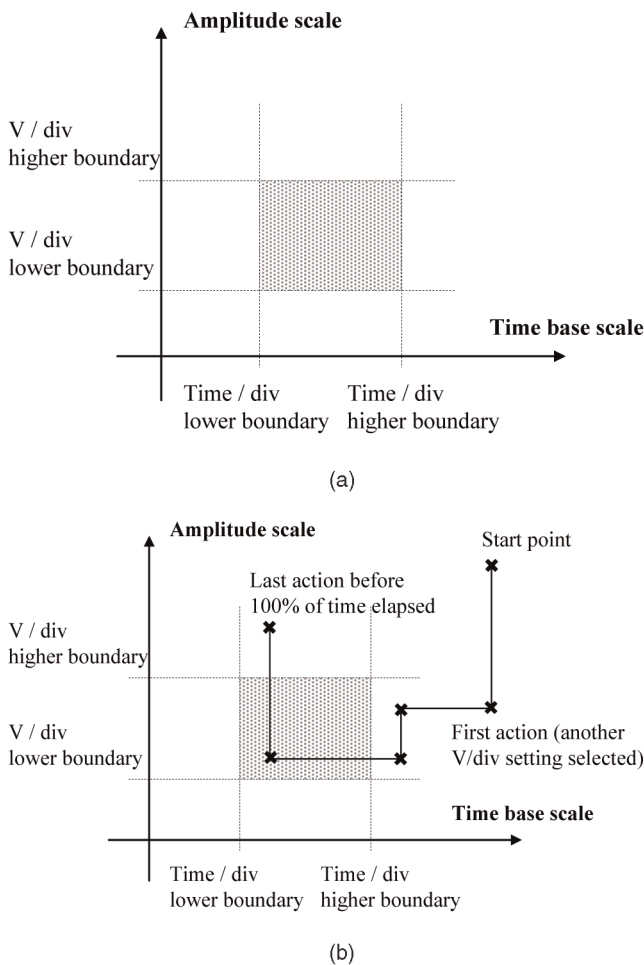 Amplitude scale
V / div
higher boundary
V / div
lower boundary
Time base scale
Time / div
lower boundary
Time / div
higher boundary
(a)
Amplitude scale
Start point
Last action before
100% of time elapsed
V / div
higher boundary
V / div
lower boundary
First action (another
V/div setting selected)
Time base scale
Time / div
lower boundary
Time / div
higher boundary
(b)